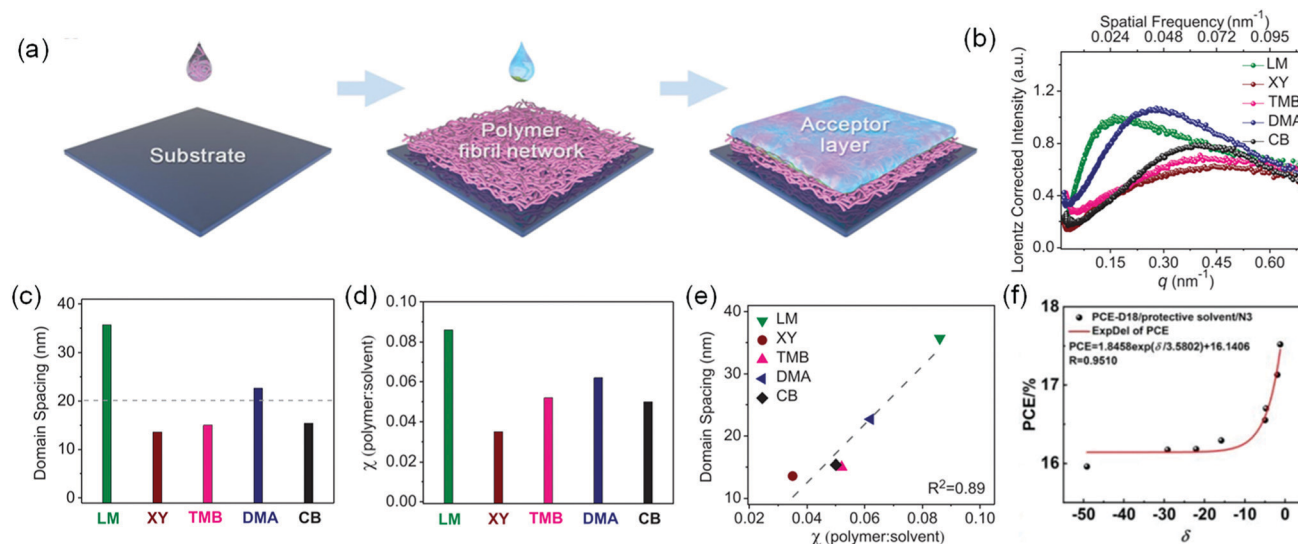 (a)
Substrate
Polymer
fibril network
Acceptor
layer
(b)
Spatial Frequency (nm⁻¹)
0.024 0.048 0.072 0.095
Lorentz Corrected Intensity (a.u.)
1.2
0.8
0.4
0.0
LM
XY
TMB
DMA
CB
0.15 0.30 0.45 0.60
q (nm⁻¹)
(c)
Domain Spacing (nm)
40
30
20
10
0
LM XY TMB DMA CB
(d)
χ (polymer:solvent)
0.10
0.08
0.06
0.04
0.02
0.00
LM XY TMB DMA CB
(e)
Domain Spacing (nm)
40
30
20
10
LM
XY
TMB
DMA
CB
R²=0.89
0.02 0.04 0.06 0.08 0.10
χ (polymer:solvent)
(f)
PCE/%
18
17
16
PCE-D18/protective solvent/N3
ExpDel of PCE
PCE=1.8458exp(δ/3.5802)+16.1406
R=0.9510
-50 -40 -30 -20 -10 0
δ